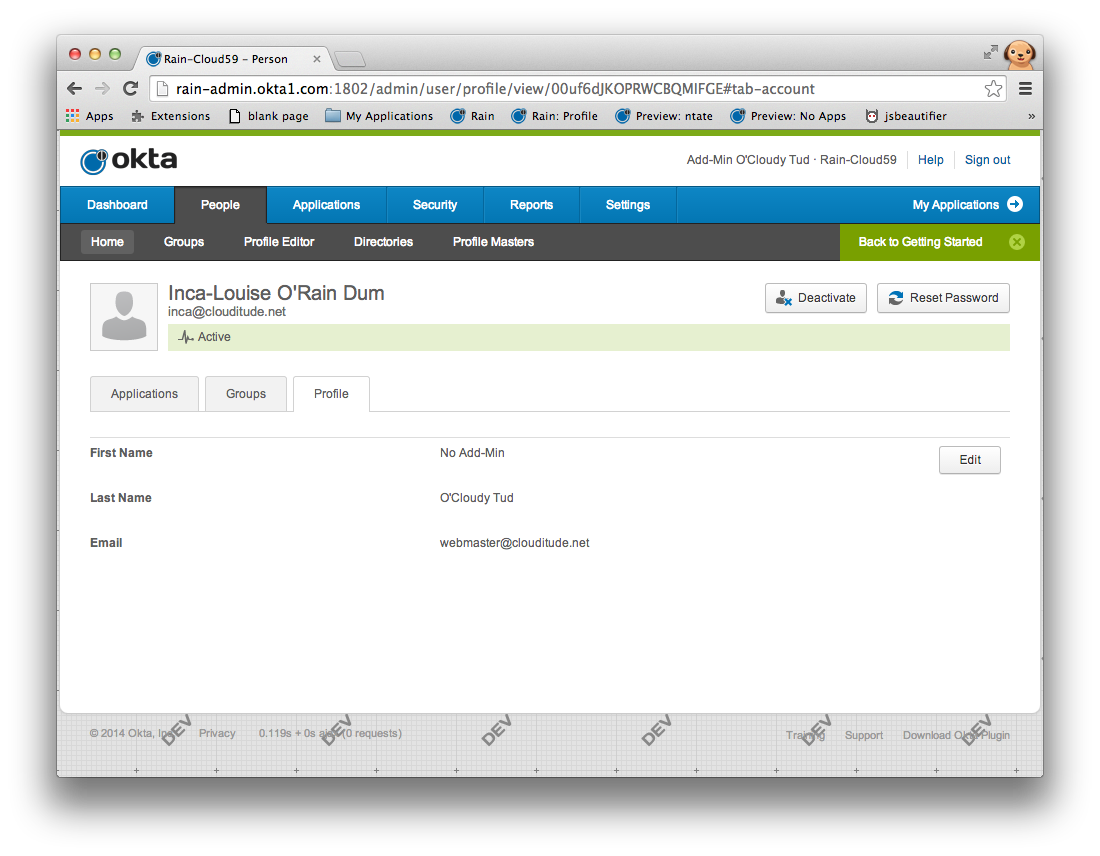 Rain-Cloud59 – Person
rain-admin.okta1.com:1802/admin/user/profile/view/00uf6dJKOPRWCBQMIFGE#tab-account
Apps Extensions blank page My Applications Rain Rain: Profile Preview: ntate Preview: No Apps jsbeautifier »
okta Add-Min O'Cloudy Tud · Rain-Cloud59 Help Sign out
Dashboard People Applications Security Reports Settings My Applications
Home Groups Profile Editor Directories Profile Masters Back to Getting Started
Inca-Louise O'Rain Dum Deactivate Reset Password
inca@clouditude.net
Active
Applications Groups Profile
First Name No Add-Min Edit
Last Name O'Cloudy Tud
Email webmaster@clouditude.net
DEV DEV DEV DEV DEV DEV
© 2014 Okta, Inc. Privacy 0.119s + 0s ajax (0 requests) Training Support Download Okta Plugin